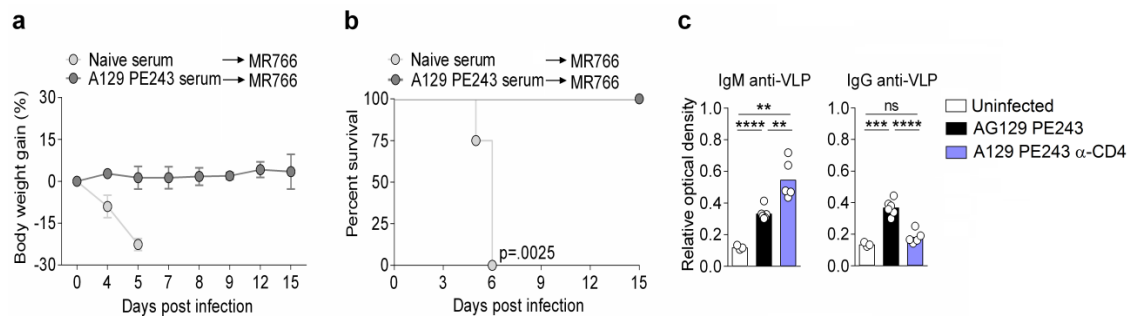 a
Naive serum → MR766
A129 PE243 serum → MR766
Body weight gain (%)
30
15
0
-15
-30
0 4 5 7 8 9 12 15
Days post infection
b
Naive serum → MR766
A129 PE243 serum → MR766
Percent survival
100
75
50
25
0
p=.0025
0 3 6 9 12 15
Days post infection
c
IgM anti-VLP
Relative optical density
1.0
0.8
0.6
0.4
0.2
0.0
**
**** **
IgG anti-VLP
1.0
0.8
0.6
0.4
0.2
0.0
ns
*** ****
Uninfected
AG129 PE243
A129 PE243 α-CD4